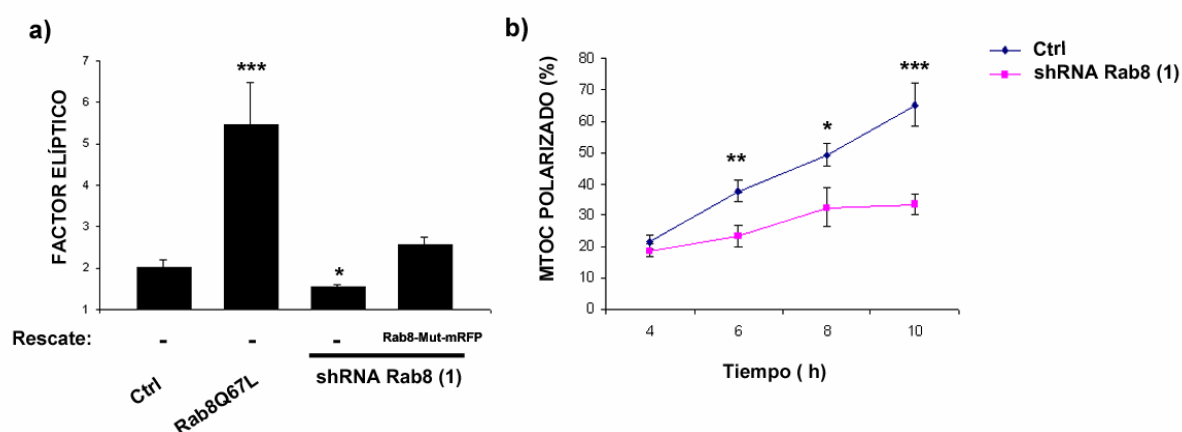 a)
FACTOR ELÍPTICO
7
6
5
4
3
2
1
***
*
Rescate:
- - - Rab8-Mut-mRFP
Ctrl
Rab8Q67L
shRNA Rab8 (1)
b)
MTOC POLARIZADO (%)
80
70
60
50
40
30
20
10
0
**
*
***
4 6 8 10
Tiempo ( h)
Ctrl
shRNA Rab8 (1)